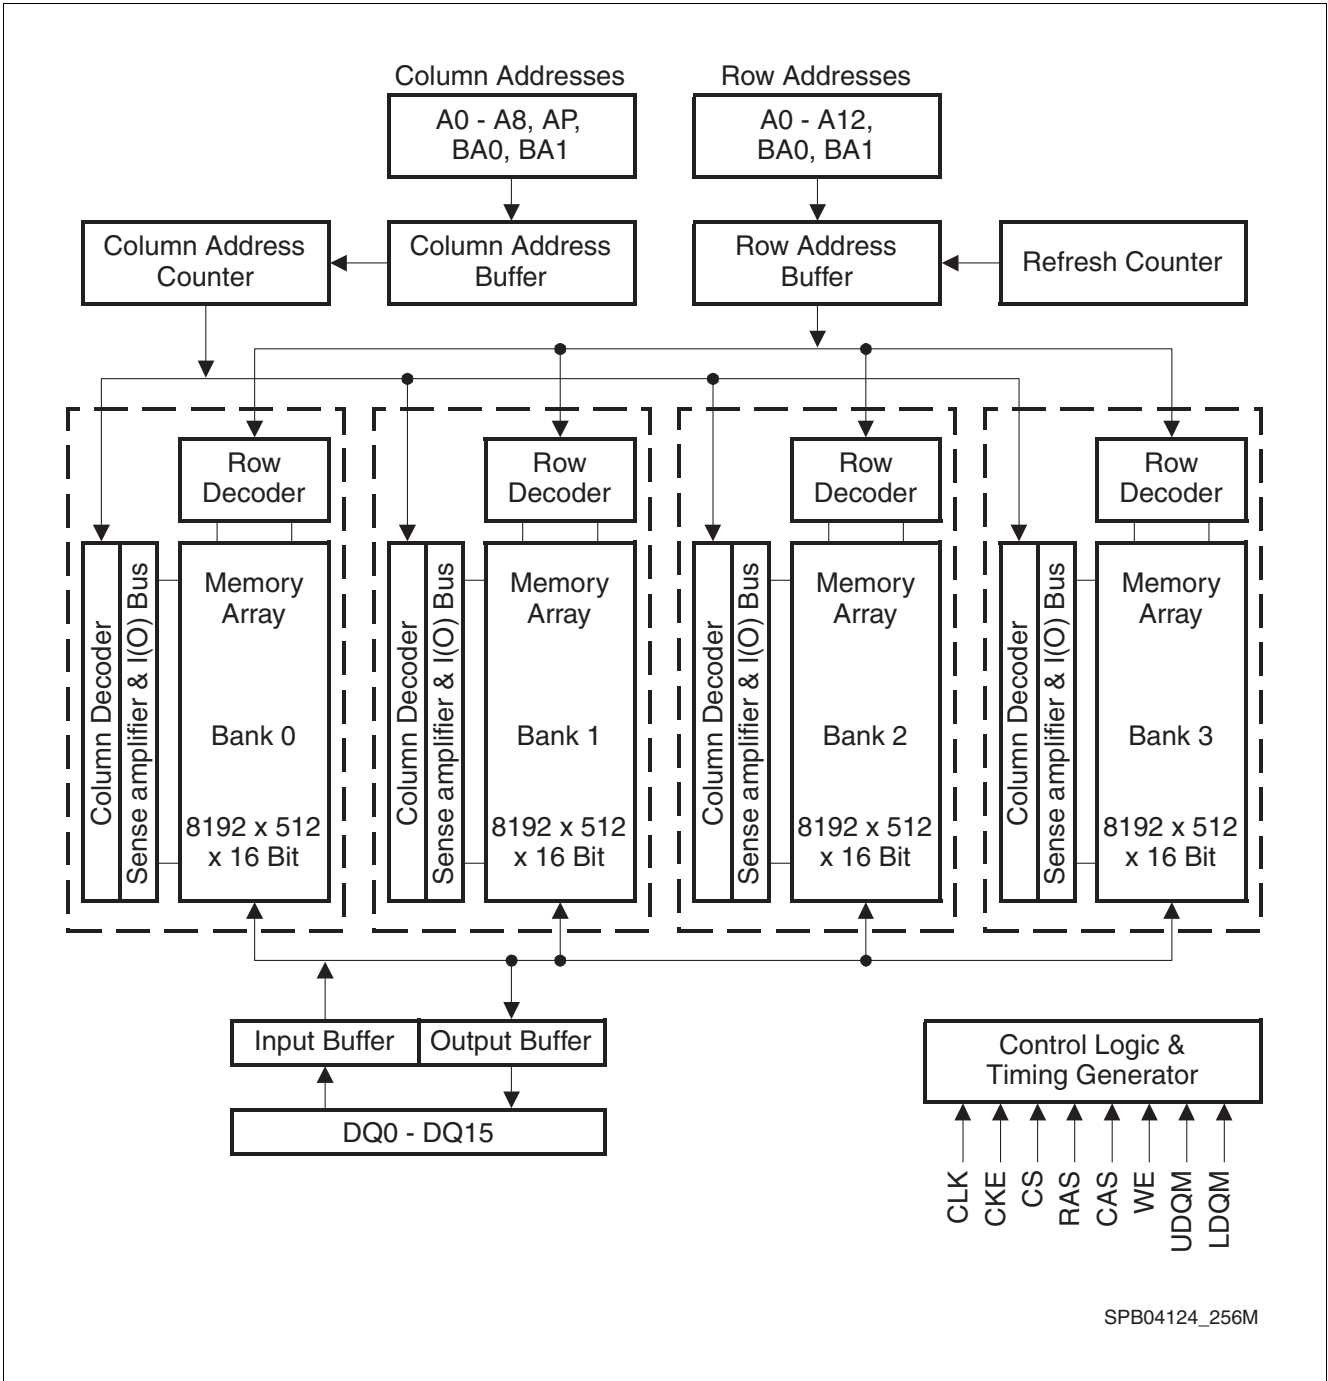 Column Addresses
Row Addresses
A0 - A8, AP,
BA0, BA1
A0 - A12,
BA0, BA1
Column Address
Counter
Column Address
Buffer
Row Address
Buffer
Refresh Counter
Row
Decoder
Row
Decoder
Row
Decoder
Row
Decoder
Column Decoder
Sense amplifier & I(O) Bus
Memory
Array
Bank 0
8192 x 512
x 16 Bit
Column Decoder
Sense amplifier & I(O) Bus
Memory
Array
Bank 1
8192 x 512
x 16 Bit
Column Decoder
Sense amplifier & I(O) Bus
Memory
Array
Bank 2
8192 x 512
x 16 Bit
Column Decoder
Sense amplifier & I(O) Bus
Memory
Array
Bank 3
8192 x 512
x 16 Bit
Input Buffer
Output Buffer
DQ0 - DQ15
Control Logic &
Timing Generator
CLK
CKE
CS
RAS
CAS
WE
UDQM
LDQM
SPB04124_256M